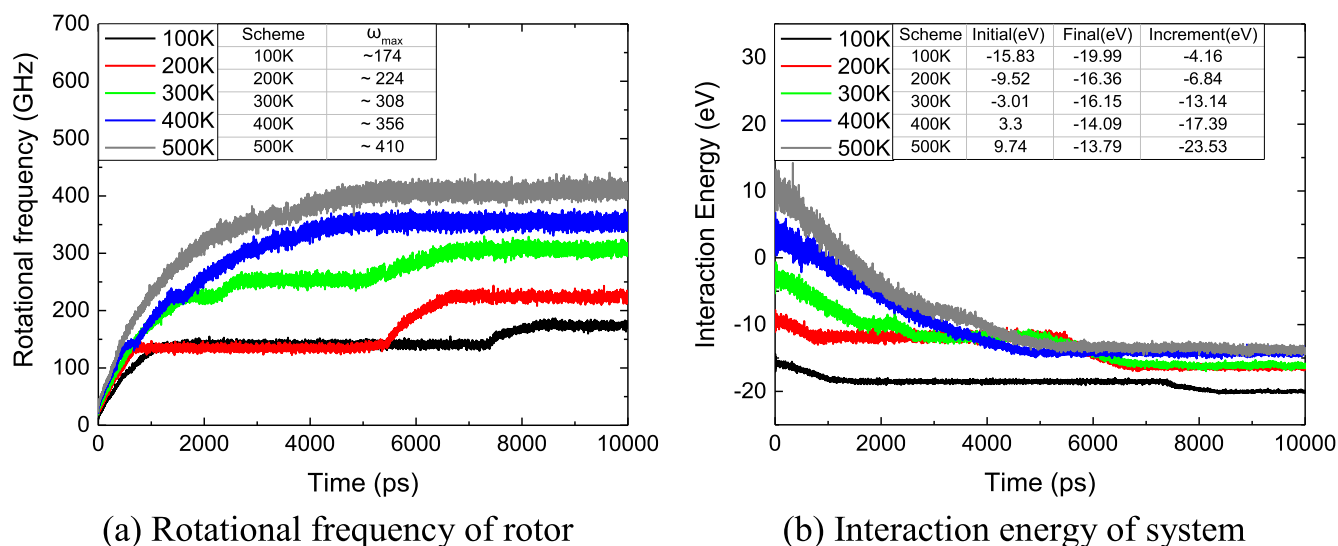 700
600
500
400
300
200
100
0
Rotational frequency (GHz)
100K
200K
300K
400K
500K
Scheme ωmax
100K ~174
200K ~ 224
300K ~ 308
400K ~ 356
500K ~ 410
0 2000 4000 6000 8000 10000
Time (ps)
(a) Rotational frequency of rotor
30
20
10
0
-10
-20
Interaction Energy (eV)
100K
200K
300K
400K
500K
Scheme Initial(eV) Final(eV) Increment(eV)
100K -15.83 -19.99 -4.16
200K -9.52 -16.36 -6.84
300K -3.01 -16.15 -13.14
400K 3.3 -14.09 -17.39
500K 9.74 -13.79 -23.53
0 2000 4000 6000 8000 10000
Time (ps)
(b) Interaction energy of system